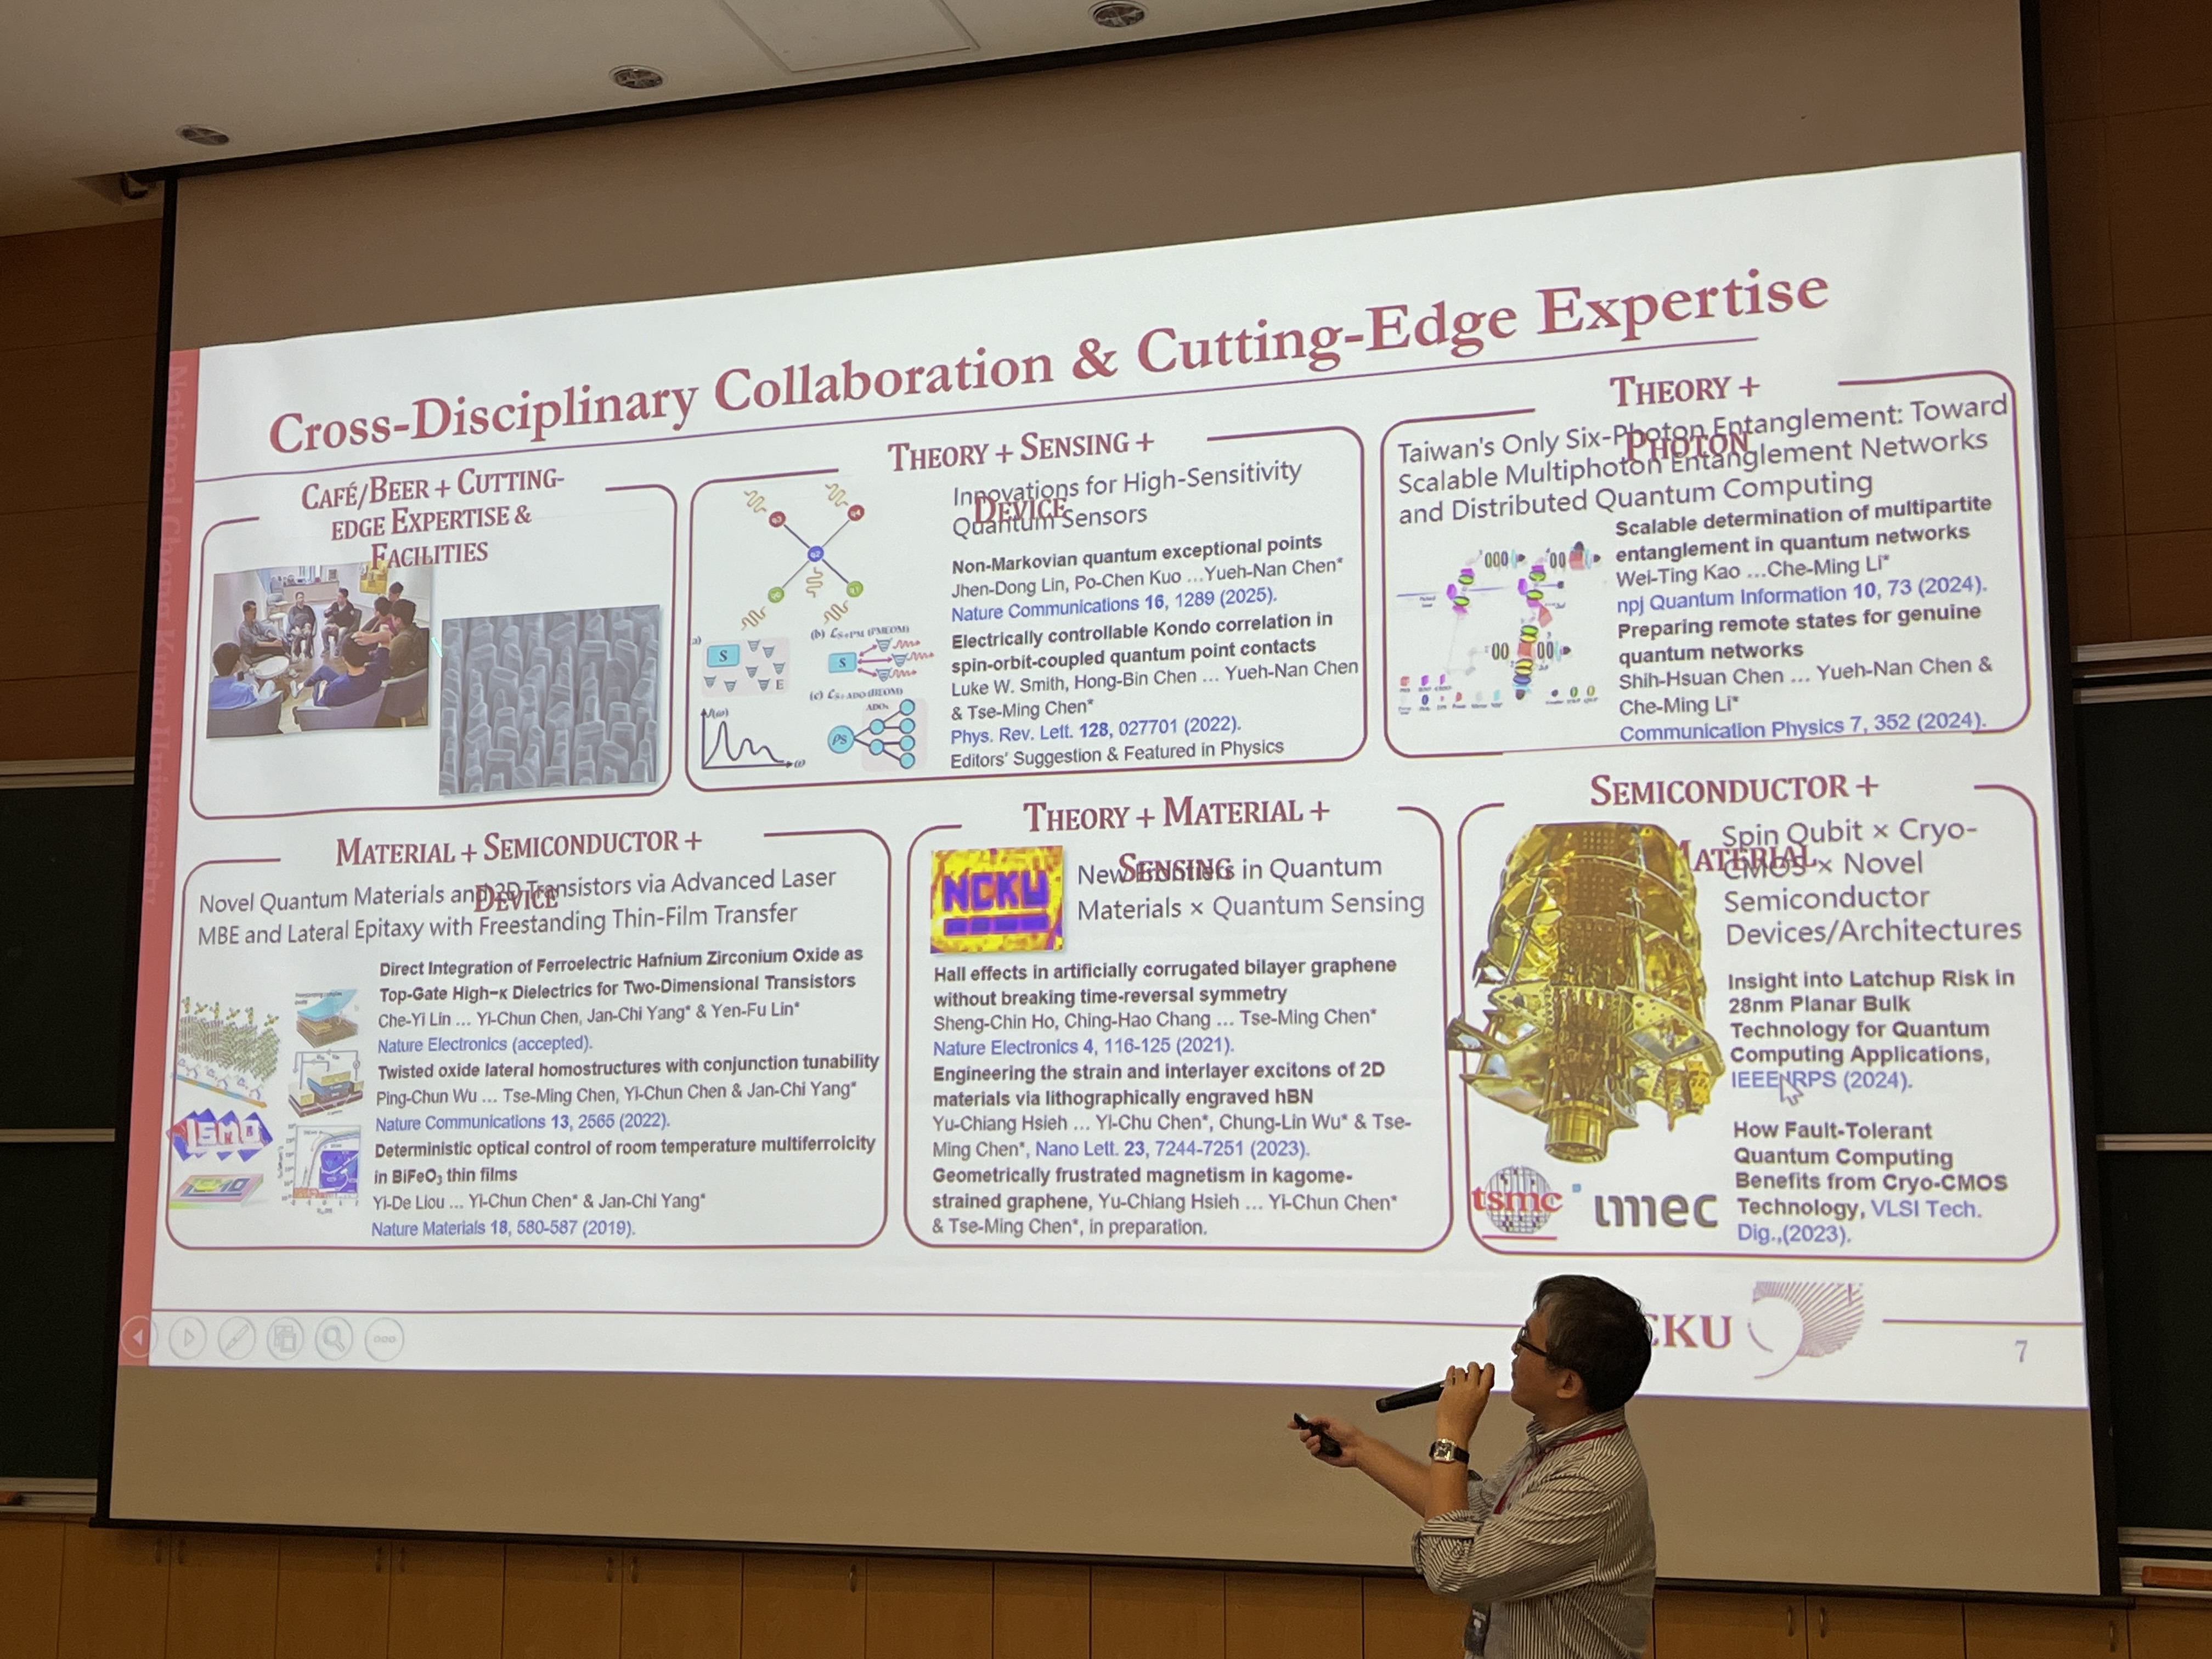 Cross-Disciplinary Collaboration & Cutting-Edge Expertise
CAFÉ/BEER + CUTTING-
EDGE EXPERTISE &
FACILITIES
THEORY + SENSING +
DEVICE
Innovations for High-Sensitivity
Quantum Sensors
Non-Markovian quantum exceptional points
Jhen-Dong Lin, Po-Chen Kuo ...Yueh-Nan Chen*
Nature Communications 16, 1289 (2025).
Electrically controllable Kondo correlation in
spin-orbit-coupled quantum point contacts
Luke W. Smith, Hong-Bin Chen ... Yueh-Nan Chen
& Tse-Ming Chen*
Phys. Rev. Lett. 128, 027701 (2022).
Editors' Suggestion & Featured in Physics
a)
S
E
(b)
S
(c)
ADOs
J(ω)
ω
PS
THEORY +
PHOTON
Taiwan's Only Six-Photon Entanglement: Toward
Scalable Multiphoton Entanglement Networks
and Distributed Quantum Computing
Scalable determination of multipartite
entanglement in quantum networks
Wei-Ting Kao ...Che-Ming Li*
npj Quantum Information 10, 73 (2024).
Preparing remote states for genuine
quantum networks
Shih-Hsuan Chen ... Yueh-Nan Chen &
Che-Ming Li*
Communication Physics 7, 352 (2024).
MATERIAL + SEMICONDUCTOR +
DEVICE
Novel Quantum Materials and 2D Transistors via Advanced Laser
MBE and Lateral Epitaxy with Freestanding Thin-Film Transfer
Direct Integration of Ferroelectric Hafnium Zirconium Oxide as
Top-Gate High-κ Dielectrics for Two-Dimensional Transistors
Che-Yi Lin ... Yi-Chun Chen, Jan-Chi Yang* & Yen-Fu Lin*
Nature Electronics (accepted).
Twisted oxide lateral homostructures with conjunction tunability
Ping-Chun Wu ... Tse-Ming Chen, Yi-Chun Chen & Jan-Chi Yang*
Nature Communications 13, 2565 (2022).
Deterministic optical control of room temperature multiferroicity
in BiFeO₃ thin films
Yi-De Liou ... Yi-Chun Chen* & Jan-Chi Yang*
Nature Materials 18, 580-587 (2019).
THEORY + MATERIAL +
SENSING
NCKU
New Frontiers in Quantum
Materials × Quantum Sensing
Hall effects in artificially corrugated bilayer graphene
without breaking time-reversal symmetry
Sheng-Chin Ho, Ching-Hao Chang ... Tse-Ming Chen*
Nature Electronics 4, 116-125 (2021).
Engineering the strain and interlayer excitons of 2D
materials via lithographically engraved hBN
Yu-Chiang Hsieh ... Yi-Chu Chen*, Chung-Lin Wu* & Tse-
Ming Chen*, Nano Lett. 23, 7244-7251 (2023).
Geometrically frustrated magnetism in kagome-
strained graphene, Yu-Chiang Hsieh ... Yi-Chun Chen*
& Tse-Ming Chen*, in preparation.
SEMICONDUCTOR +
MATERIAL
Spin Qubit × Cryo-
CMOS × Novel
Semiconductor
Devices/Architectures
Insight into Latchup Risk in
28nm Planar Bulk
Technology for Quantum
Computing Applications,
IEEE IRPS (2024).
How Fault-Tolerant
Quantum Computing
Benefits from Cryo-CMOS
Technology, VLSI Tech.
Dig.,(2023).
tsmc
imec
CKU
7